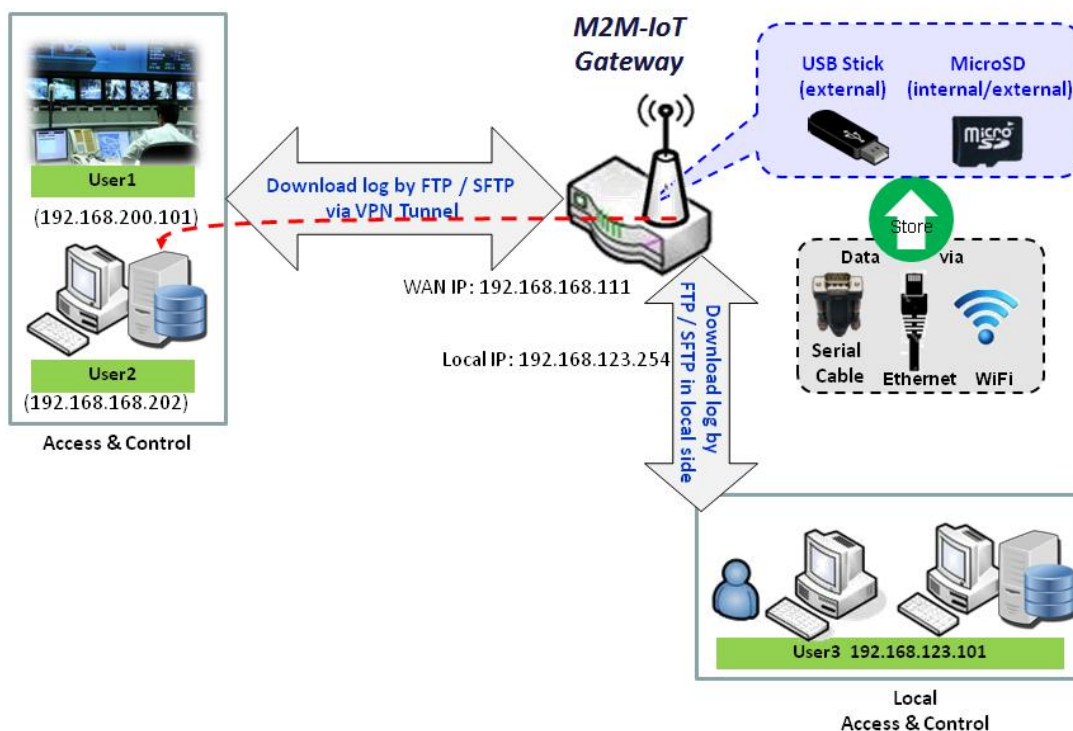 M2M-IoT
Gateway
USB Stick
(external)
MicroSD
(internal/external)
micro
SD
Store
Data via
Serial
Cable
Ethernet
WiFi
User1
(192.168.200.101)
User2
(192.168.168.202)
Access & Control
Download log by FTP / SFTP
via VPN Tunnel
WAN IP: 192.168.168.111
Local IP: 192.168.123.254
Download log by
FTP / SFTP in local side
User3 192.168.123.101
Local
Access & Control